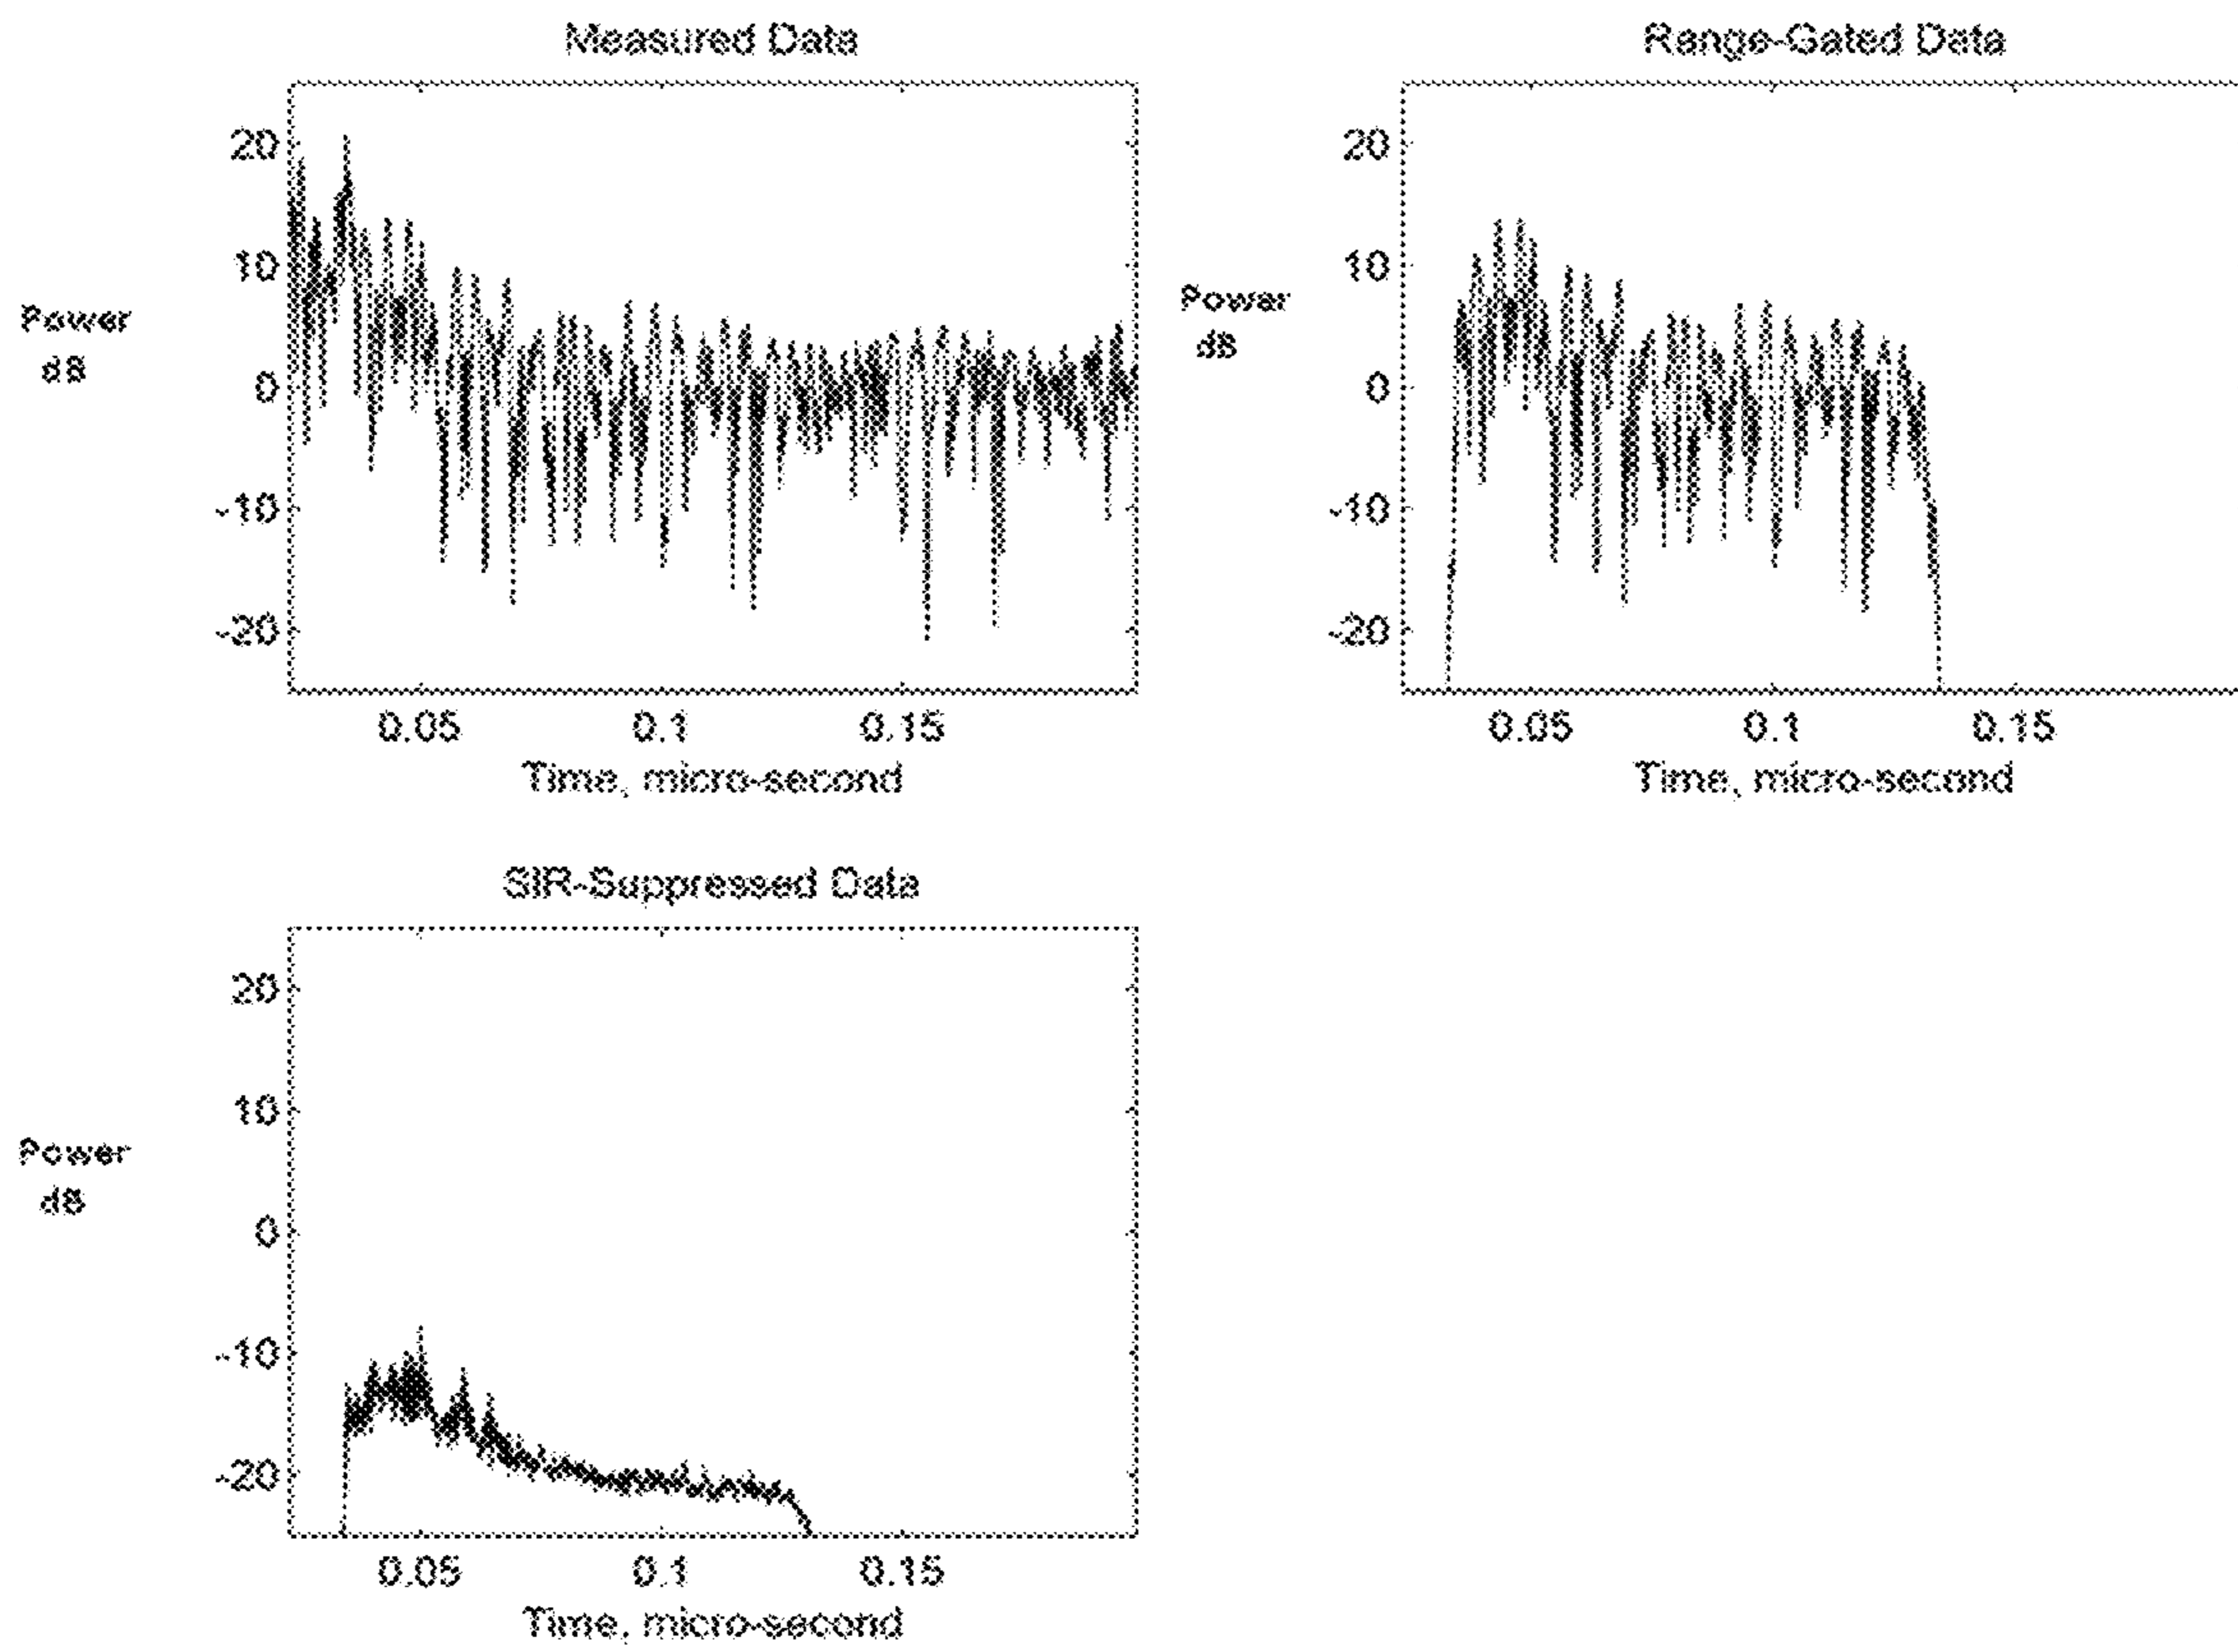 Measured Data
20
10
0
-10
-20
Power
dB
0.05 0.1 0.15
Time, micro-second
Range-Gated Data
20
10
0
-10
-20
Power
dB
0.05 0.1 0.15
Time, micro-second
SIR-Suppressed Data
20
10
0
-10
-20
Power
dB
0.05 0.1 0.15
Time, micro-second